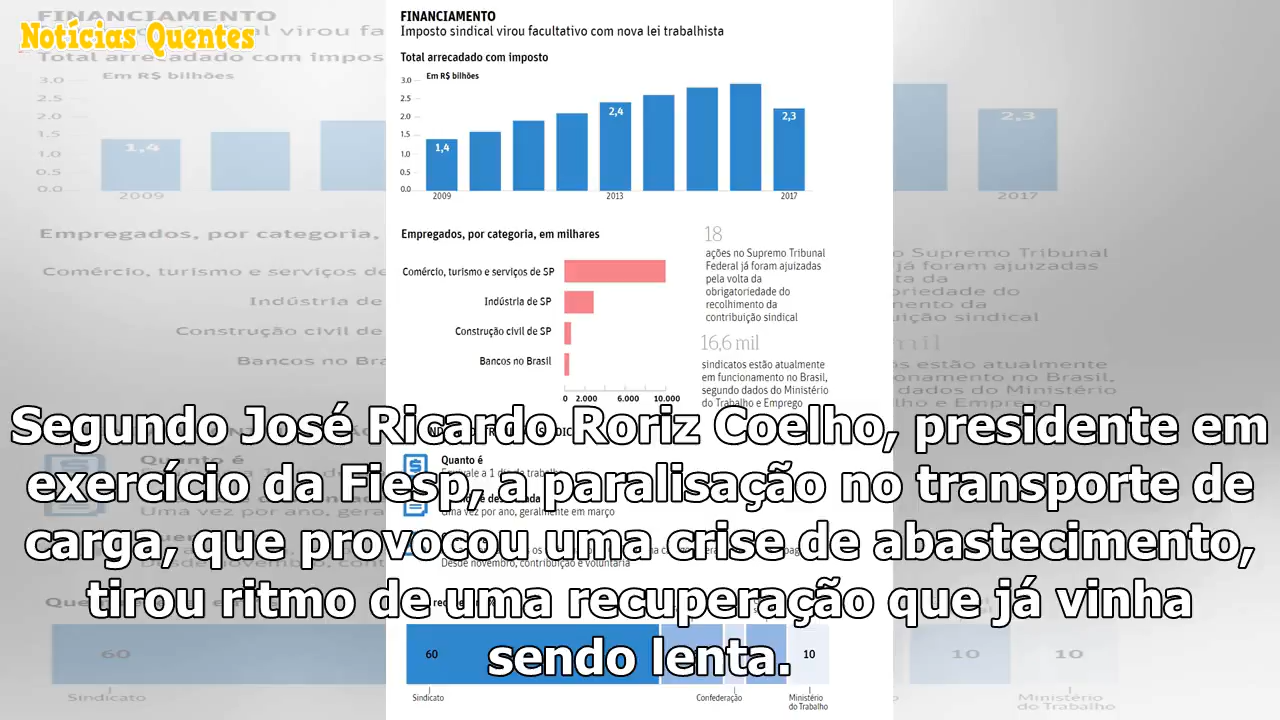 Notícias Quentes
FINANCIAMENTO
Imposto sindical virou facultativo com nova lei trabalhista
Total arrecadado com imposto
Em R$ bilhões
3.0
2.5
2.0
1.5
1.0
0.5
0.0
1,4
2,4
2,3
2009
2013
2017
Empregados, por categoria, em milhares
Comércio, turismo e serviços de SP
Indústria de SP
Construção civil de SP
Bancos no Brasil
0 2.000 6.000 10.000
18
ações no Supremo Tribunal
Federal já foram ajuizadas
pela volta da
obrigatoriedade do
recolhimento da
contribuição sindical
16,6 mil
sindicatos estão atualmente
em funcionamento no Brasil,
segundo dados do Ministério
do Trabalho e Emprego
Segundo José Ricardo Roriz Coelho, presidente em
exercício da Fiesp, a paralisação no transporte de
carga, que provocou uma crise de abastecimento,
tirou ritmo de uma recuperação que já vinha
sendo lenta.
Quanto é
Equivale a 1 dia de trabalho
Uma vez por ano, geralmente em março
Desde novembro, contribuição é voluntária
60
10
Sindicato
Confederação
Ministério
do Trabalho